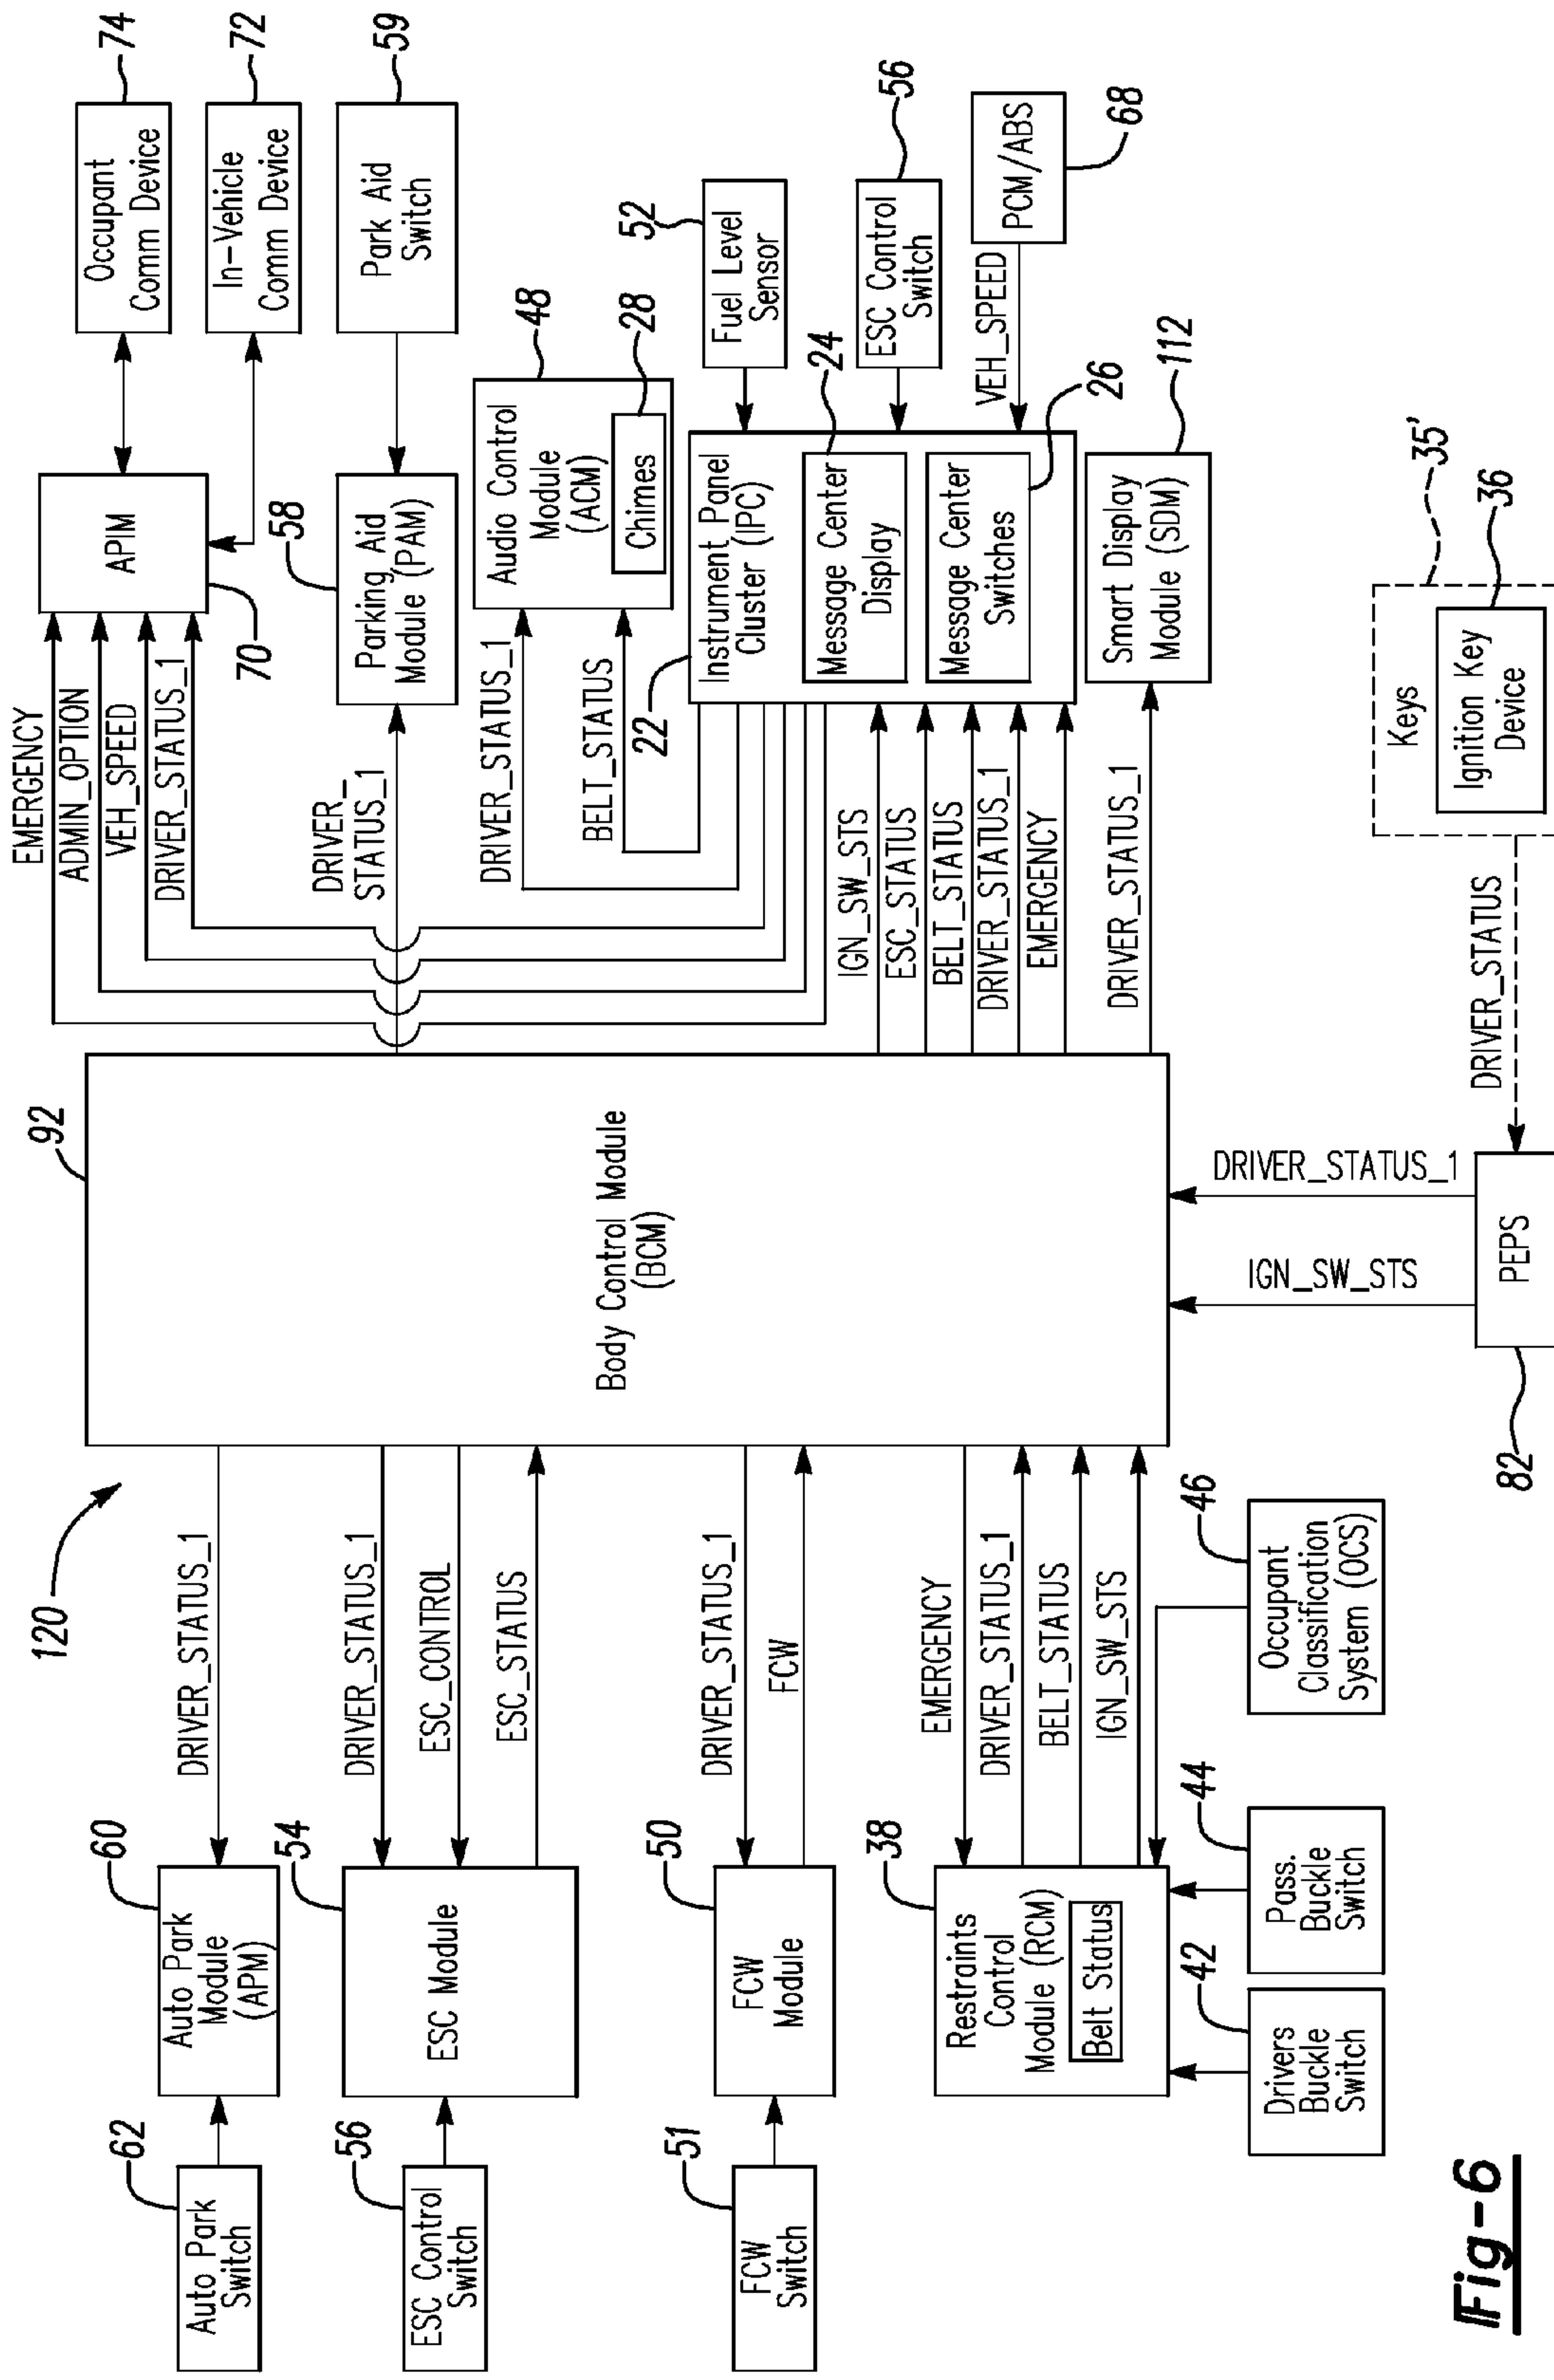 120
92
Auto Park
Switch
62
Auto Park
Module
(APM)
60
DRIVER_STATUS_1
ESC Control
Switch
56
ESC Module
54
DRIVER_STATUS_1
ESC_CONTROL
ESC_STATUS
FCW
Switch
51
FCW
Module
50
DRIVER_STATUS_1
FCW
Restraints
Control
Module (RCM)
Belt Status
38
EMERGENCY
DRIVER_STATUS_1
BELT_STATUS
IGN_SW_STS
Drivers
Buckle
Switch
42
Pass.
Buckle
Switch
44
Occupant
Classification
System (OCS)
46
Body Control Module
(BCM)
PEPS
82
IGN_SW_STS
DRIVER_STATUS_1
DRIVER_STATUS
Keys
35'
Ignition Key
Device
36
EMERGENCY
ADMIN_OPTION
VEH_SPEED
DRIVER_STATUS_1
APIM
70
Occupant
Comm Device
74
In-Vehicle
Comm Device
72
DRIVER_
STATUS_1
Parking Aid
Module (PAM)
58
Park Aid
Switch
59
DRIVER_STATUS_1
BELT_STATUS
Audio Control
Module
(ACM)
48
Chimes
28
22
Instrument Panel
Cluster (IPC)
Message Center
Display
24
Message Center
Switches
26
Fuel Level
Sensor
52
ESC Control
Switch
56
VEH_SPEED
PCM/ABS
68
IGN_SW_STS
ESC_STATUS
BELT_STATUS
DRIVER_STATUS_1
EMERGENCY
DRIVER_STATUS_1
Smart Display
Module (SDM)
112
Fig-6